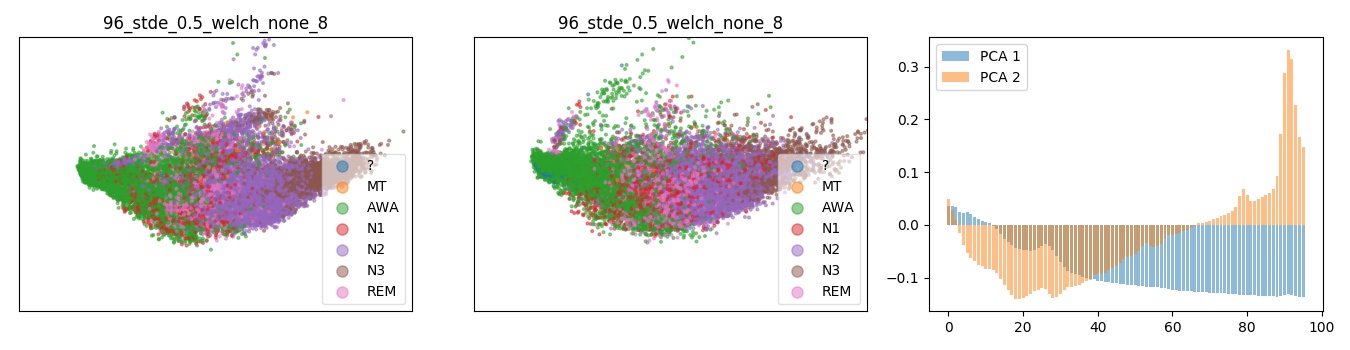 96_stde_0.5_welch_none_8
?
MT
AWA
N1
N2
N3
REM
96_stde_0.5_welch_none_8
?
MT
AWA
N1
N2
N3
REM
PCA 1
PCA 2
0.3
0.2
0.1
0.0
−0.1
0
20
40
60
80
100